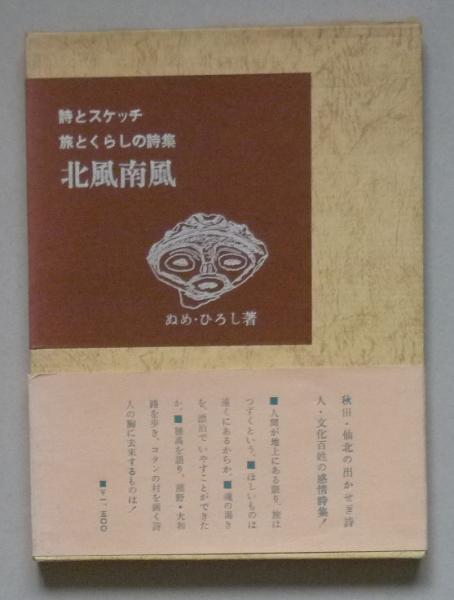 詩とスケッチ
旅とくらしの詩集
北風南風
ぬめ・ひろし著
秋田・仙北の出かせぎ詩
人・文化百姓の感情詩集！
■人間が地上にある限り、旅は
つづくという。■ほしいものは
遠くにあるからか。■魂の渇き
を、漂泊でいやすことができた
か。■穂高を語り、熊野・大和
路を歩き、コタンの村を画く詩
人の胸に去来するものは！
■￥一、五〇〇